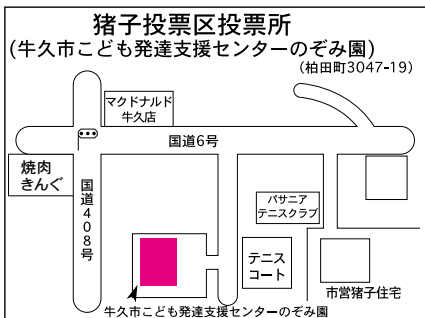 猪子投票区投票所
(牛久市こども発達支援センターのぞみ園)
(柏田町3047-19)
マクドナルド
牛久店
国道6号
焼肉
きんぐ
国道408号
パサニア
テニスクラブ
テニス
コート
市営猪子住宅
牛久市こども発達支援センターのぞみ園